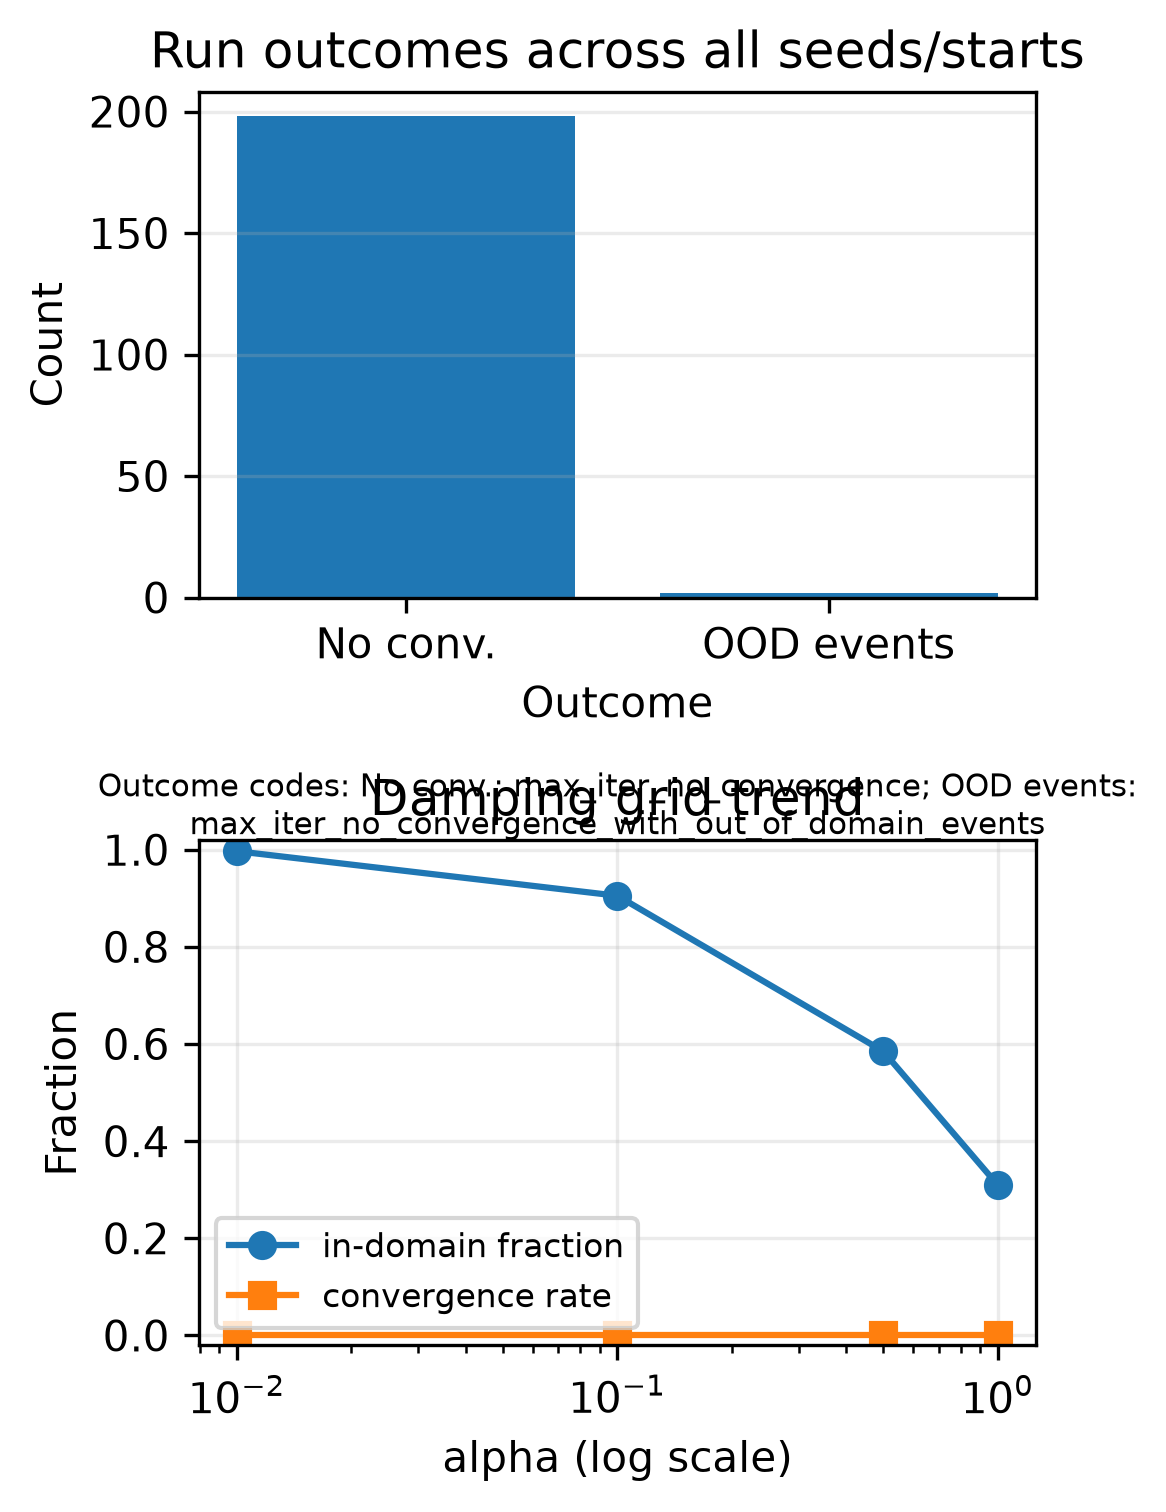 Run outcomes across all seeds/starts
200
150
100
50
0
Count
No conv.
OOD events
Outcome
Outcome codes: No conv.: max_iter_no_convergence; OOD events:
max_iter_no_convergence_with_out_of_domain_events
Damping grid trend
1.0
0.8
0.6
0.4
0.2
0.0
Fraction
in-domain fraction
convergence rate
10⁻²
10⁻¹
10⁰
alpha (log scale)